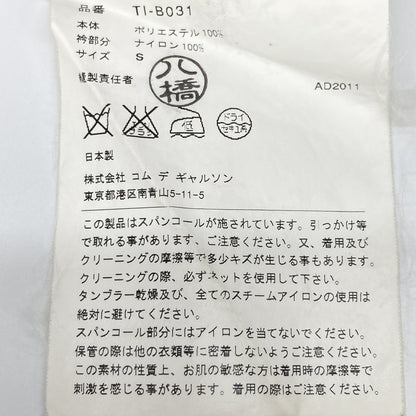 品番 TI-B031
本体 ポリエステル100%
衿部分 ナイロン100%
サイズ S
縫製責任者 八橋
AD2011
低 ドライ セキユ系
日本製
株式会社 コム デ ギャルソン
東京都港区南青山5-11-5
この製品はスパンコールが施されています。引っかけ等
で取れる事があります、ご注意ください。又、着用及び
クリーニングの摩擦等で多少キズが生じる事もあります。
クリーニングの際、必ずネットを使用して下さい。
タンブラー乾燥及び、全てのスチームアイロンの使用は
絶対に避けてください。
スパンコール部分にはアイロンを当てないでください。
保管の際は他の衣類等に密着しないようご注意ください
この素材の性質上、お肌の敏感な方は着用時の摩擦等で
刺激を感じる事が有ります。着用の際はご注意ください。